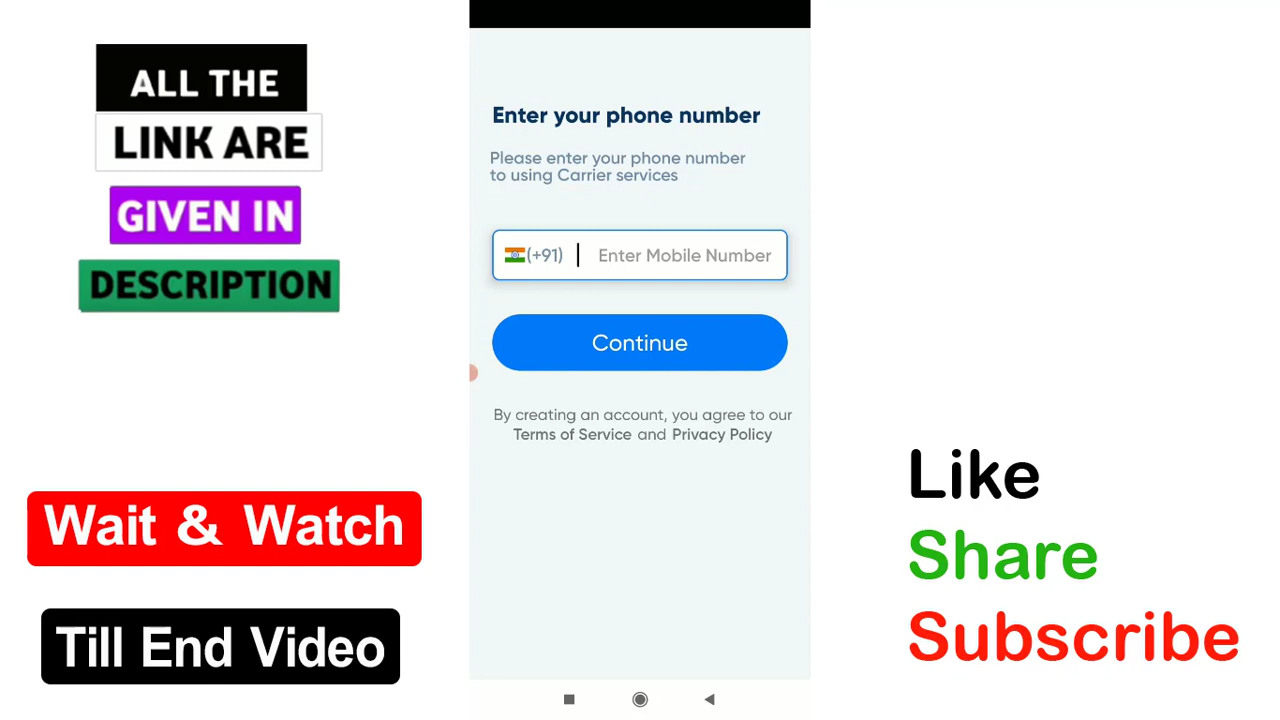 ALL THE
LINK ARE
GIVEN IN
DESCRIPTION
Wait & Watch
Till End Video
Enter your phone number
Please enter your phone number
to using Carrier services
(+91) Enter Mobile Number
Continue
By creating an account, you agree to our
Terms of Service and Privacy Policy
Like
Share
Subscribe